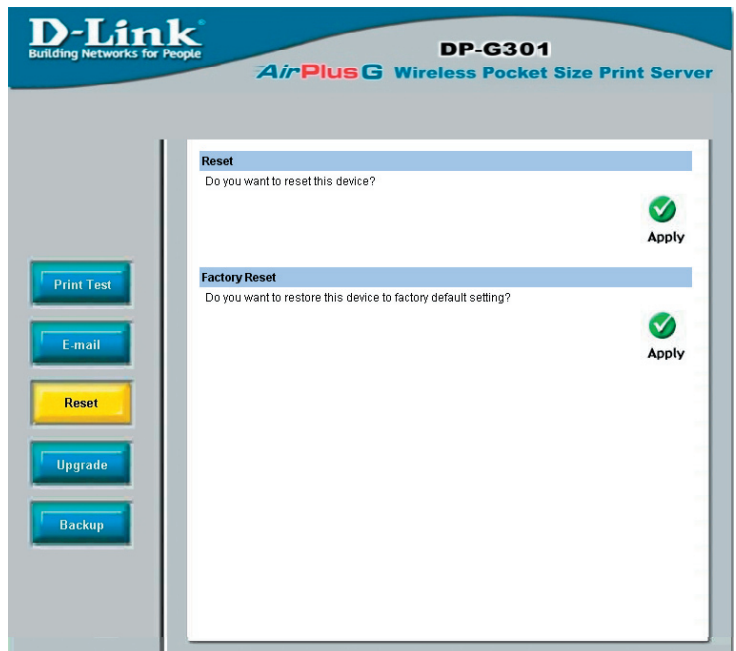 D-Link
Building Networks for People
DP-G301
AirPlus G Wireless Pocket Size Print Server
Reset
Do you want to reset this device?
Apply
Factory Reset
Do you want to restore this device to factory default setting?
Apply
Print Test
E-mail
Reset
Upgrade
Backup